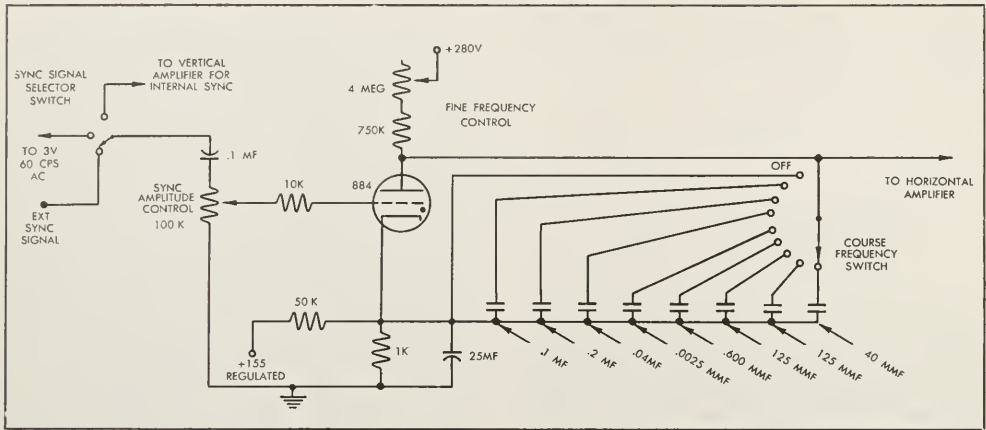 SYNC SIGNAL
SELECTOR
SWITCH
TO VERTICAL
AMPLIFIER FOR
INTERNAL SYNC
+280V
4 MEG
FINE FREQUENCY
CONTROL
750K
TO 3V
60 CPS
AC
.1 MF
OFF
TO HORIZONTAL
AMPLIFIER
SYNC
AMPLITUDE
CONTROL
100 K
10K
884
EXT
SYNC
SIGNAL
COURSE
FREQUENCY
SWITCH
50 K
+155
REGULATED
1K
25MF
.1 MF
.2 MF
.04MF
.0025 MMF
.600 MMF
125 MMF
125 MMF
40 MMF